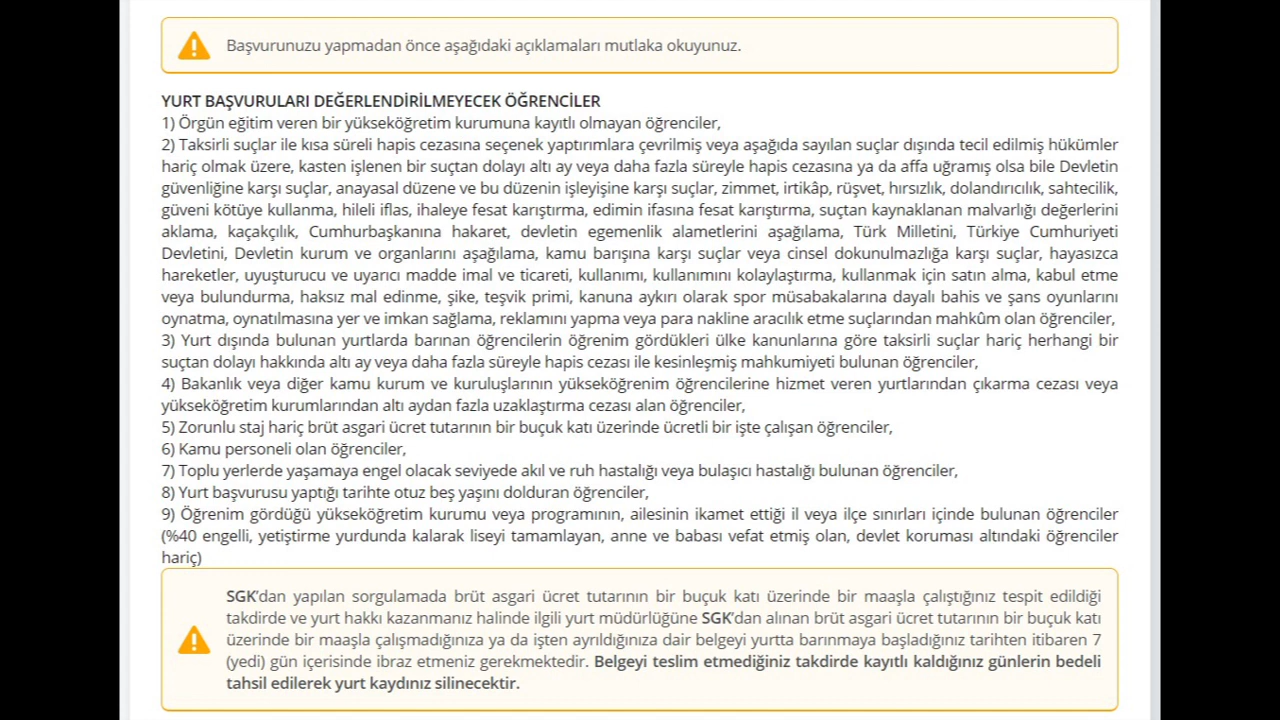 Başvurunuzu yapmadan önce aşağıdaki açıklamaları mutlaka okuyunuz.
YURT BAŞVURULARI DEĞERLENDİRİLMEYECEK ÖĞRENCİLER
1) Örgün eğitim veren bir yükseköğretim kurumuna kayıtlı olmayan öğrenciler,
2) Taksirli suçlar ile kısa süreli hapis cezasına seçenek yaptırımlara çevrilmiş veya aşağıda sayılan suçlar dışında tecil edilmiş hükümler
hariç olmak üzere, kasten işlenen bir suçtan dolayı altı ay veya daha fazla süreyle hapis cezasına ya da affa uğramış olsa bile Devletin
güvenliğine karşı suçlar, anayasal düzene ve bu düzenin işleyişine karşı suçlar, zimmet, irtikâp, rüşvet, hırsızlık, dolandırıcılık, sahtecilik,
güveni kötüye kullanma, hileli iflas, ihaleye fesat karıştırma, edimin ifasına fesat karıştırma, suçtan kaynaklanan malvarlığı değerlerini
aklama, kaçakçılık, Cumhurbaşkanına hakaret, devletin egemenlik alametlerini aşağılama, Türk Milletini, Türkiye Cumhuriyeti
Devletini, Devletin kurum ve organlarını aşağılama, kamu barışına karşı suçlar veya cinsel dokunulmazlığa karşı suçlar, hayasızca
hareketler, uyuşturucu ve uyarıcı madde imal ve ticareti, kullanımı, kullanımını kolaylaştırma, kullanmak için satın alma, kabul etme
veya bulundurma, haksız mal edinme, şike, teşvik primi, kanuna aykırı olarak spor müsabakalarına dayalı bahis ve şans oyunlarını
oynatma, oynatılmasına yer ve imkan sağlama, reklamını yapma veya para nakline aracılık etme suçlarından mahkûm olan öğrenciler,
3) Yurt dışında bulunan yurtlarda barınan öğrencilerin öğrenim gördükleri ülke kanunlarına göre taksirli suçlar hariç herhangi bir
suçtan dolayı hakkında altı ay veya daha fazla süreyle hapis cezası ile kesinleşmiş mahkumiyeti bulunan öğrenciler,
4) Bakanlık veya diğer kamu kurum ve kuruluşlarının yükseköğrenim öğrencilerine hizmet veren yurtlarından çıkarma cezası veya
yükseköğretim kurumlarından altı aydan fazla uzaklaştırma cezası alan öğrenciler,
5) Zorunlu staj hariç brüt asgari ücret tutarının bir buçuk katı üzerinde ücretli bir işte çalışan öğrenciler,
6) Kamu personeli olan öğrenciler,
7) Toplu yerlerde yaşamaya engel olacak seviyede akıl ve ruh hastalığı veya bulaşıcı hastalığı bulunan öğrenciler,
8) Yurt başvurusu yaptığı tarihte otuz beş yaşını dolduran öğrenciler,
9) Öğrenim gördüğü yükseköğretim kurumu veya programının, ailesinin ikamet ettiği il veya ilçe sınırları içinde bulunan öğrenciler
(%40 engelli, yetiştirme yurdunda kalarak liseyi tamamlayan, anne ve babası vefat etmiş olan, devlet koruması altındaki öğrenciler
hariç)
SGK'dan yapılan sorgulamada brüt asgari ücret tutarının bir buçuk katı üzerinde bir maaşla çalıştığınız tespit edildiği
takdirde ve yurt hakkı kazanmanız halinde ilgili yurt müdürlüğüne SGK'dan alınan brüt asgari ücret tutarının bir buçuk katı
üzerinde bir maaşla çalışmadığınıza ya da işten ayrıldığınıza dair belgeyi yurtta barınmaya başladığınız tarihten itibaren 7
(yedi) gün içerisinde ibraz etmeniz gerekmektedir. Belgeyi teslim etmediğiniz takdirde kayıtlı kaldığınız günlerin bedeli
tahsil edilerek yurt kaydınız silinecektir.